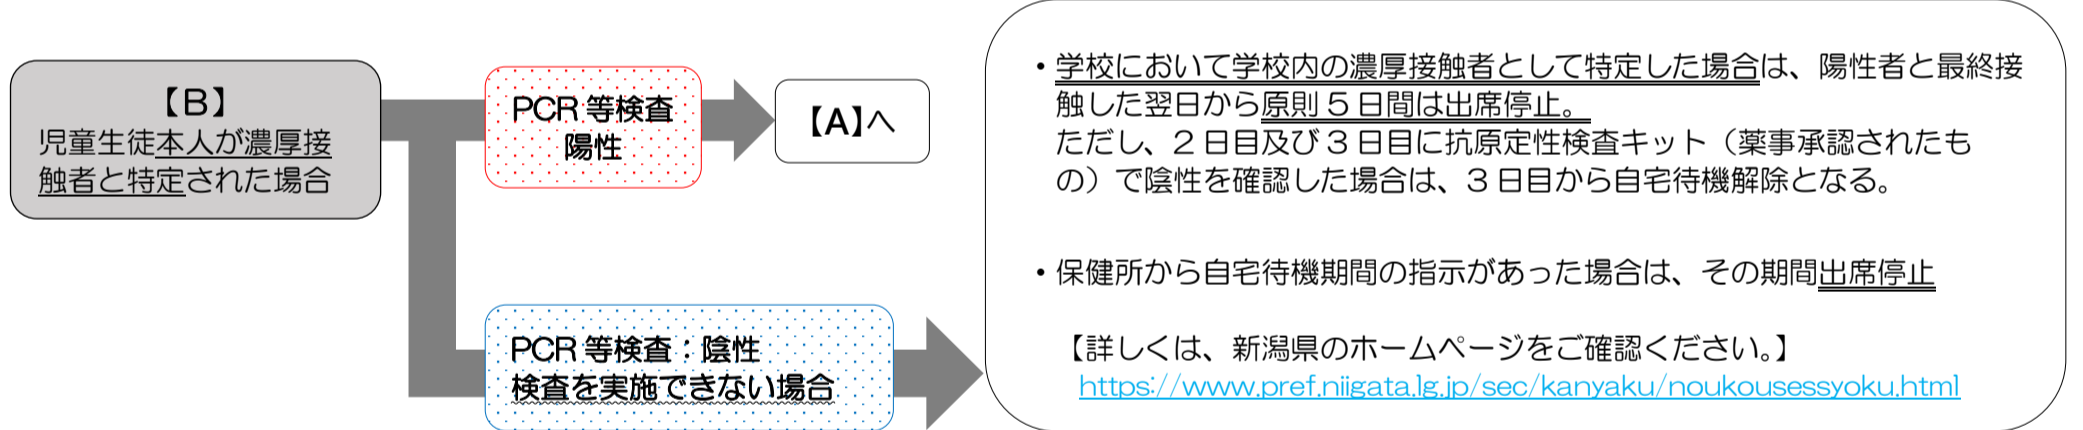 【B】
児童生徒本人が濃厚接
触者と特定された場合
PCR 等検査
陽性
【A】へ
PCR 等検査：陰性
検査を実施できない場合
・学校において学校内の濃厚接触者として特定した場合は、陽性者と最終接
触した翌日から原則 5 日間は出席停止。
ただし、2 日目及び 3 日目に抗原定性検査キット（薬事承認されたも
の）で陰性を確認した場合は、3 日目から自宅待機解除となる。
・保健所から自宅待機期間の指示があった場合は、その期間出席停止
【詳しくは、新潟県のホームページをご確認ください。】
https://www.pref.niigata.lg.jp/sec/kanyaku/noukousessyoku.html